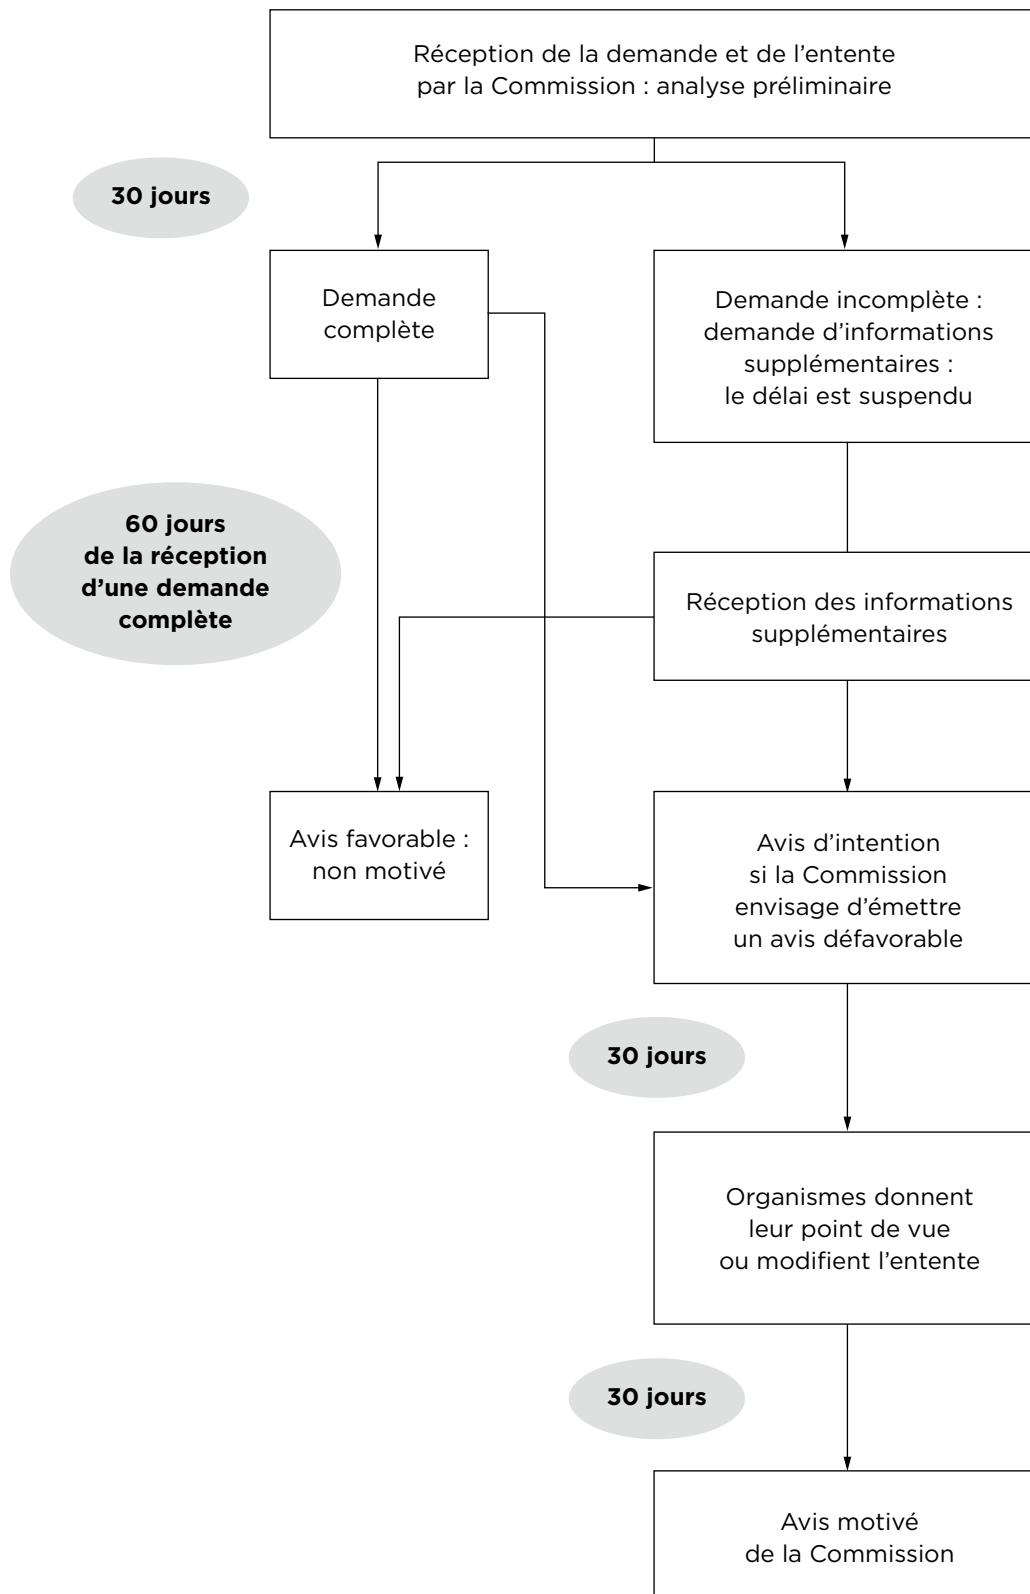 Réception de la demande et de l'entente
par la Commission : analyse préliminaire
30 jours
Demande
complète
Demande incomplète :
demande d'informations
supplémentaires :
le délai est suspendu
60 jours
de la réception
d'une demande
complète
Réception des informations
supplémentaires
Avis favorable :
non motivé
Avis d'intention
si la Commission
envisage d'émettre
un avis défavorable
30 jours
Organismes donnent
leur point de vue
ou modifient l'entente
30 jours
Avis motivé
de la Commission